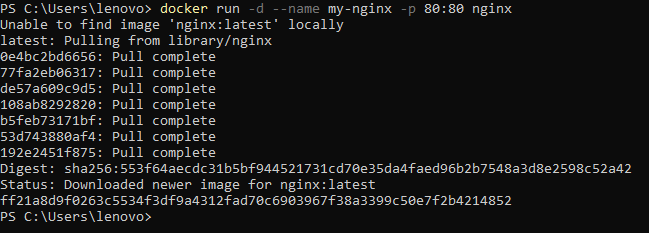 PS C:\Users\lenovo> docker run -d --name my-nginx -p 80:80 nginx
Unable to find image 'nginx:latest' locally
latest: Pulling from library/nginx
0e4bc2bd6656: Pull complete
77fa2eb06317: Pull complete
de57a609c9d5: Pull complete
108ab8292820: Pull complete
b5feb73171bf: Pull complete
53d743880af4: Pull complete
192e2451f875: Pull complete
Digest: sha256:553f64aecdc31b5bf944521731cd70e35da4faed96b2b7548a3d8e2598c52a42
Status: Downloaded newer image for nginx:latest
ff21a8d9f0263c5534f3df9a4312fad70c6903967f38a3399c50e7f2b4214852
PS C:\Users\lenovo>